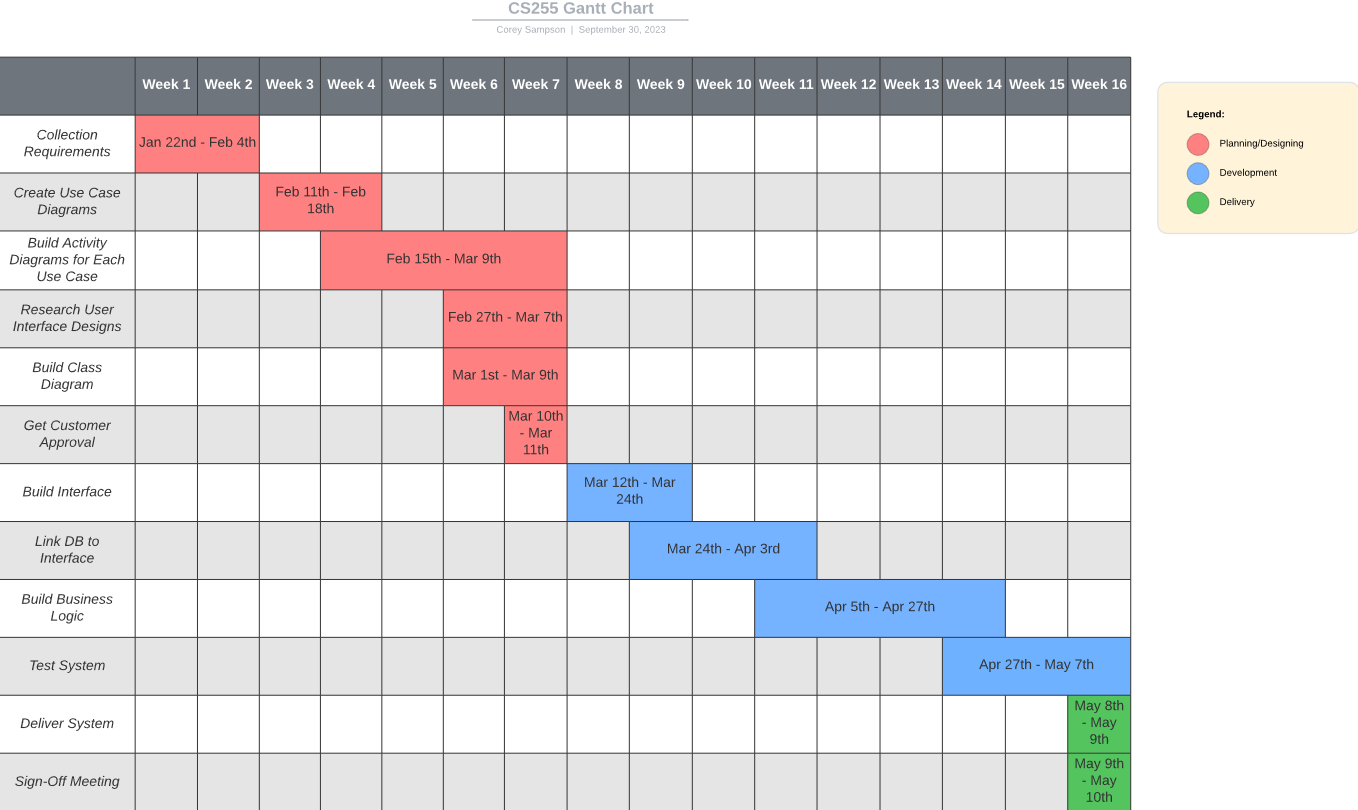 CS255 Gantt Chart
Corey Sampson | September 30, 2023
Week 1 Week 2 Week 3 Week 4 Week 5 Week 6 Week 7 Week 8 Week 9 Week 10 Week 11 Week 12 Week 13 Week 14 Week 15 Week 16
Legend:
Planning/Designing
Development
Delivery
Collection
Requirements
Jan 22nd - Feb 4th
Create Use Case
Diagrams
Feb 11th - Feb
18th
Build Activity
Diagrams for Each
Use Case
Feb 15th - Mar 9th
Research User
Interface Designs
Feb 27th - Mar 7th
Build Class
Diagram
Mar 1st - Mar 9th
Get Customer
Approval
Mar 10th
- Mar
11th
Build Interface
Mar 12th - Mar
24th
Link DB to
Interface
Mar 24th - Apr 3rd
Build Business
Logic
Apr 5th - Apr 27th
Test System
Apr 27th - May 7th
Deliver System
May 8th
- May
9th
Sign-Off Meeting
May 9th
- May
10th